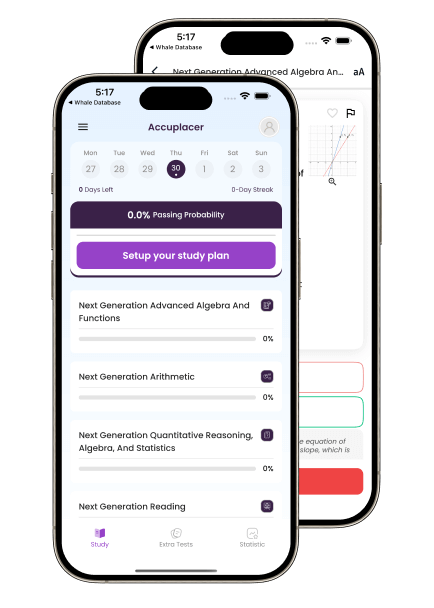 5:17
◀ Whale Database
Next Generation Advanced Algebra An...
aA
of
:
e equation of
slope, which is
5:17
◀ Whale Database
Accuplacer
Mon Tue Wed Thu Fri Sat Sun
27 28 29 30 1 2 3
0 Days Left
0-Day Streak
0.0% Passing Probability
Setup your study plan
Next Generation Advanced Algebra And
Functions
0%
Next Generation Arithmetic
0%
Next Generation Quantitative Reasoning,
Algebra, And Statistics
0%
Next Generation Reading
Study
Extra Tests
Statistic